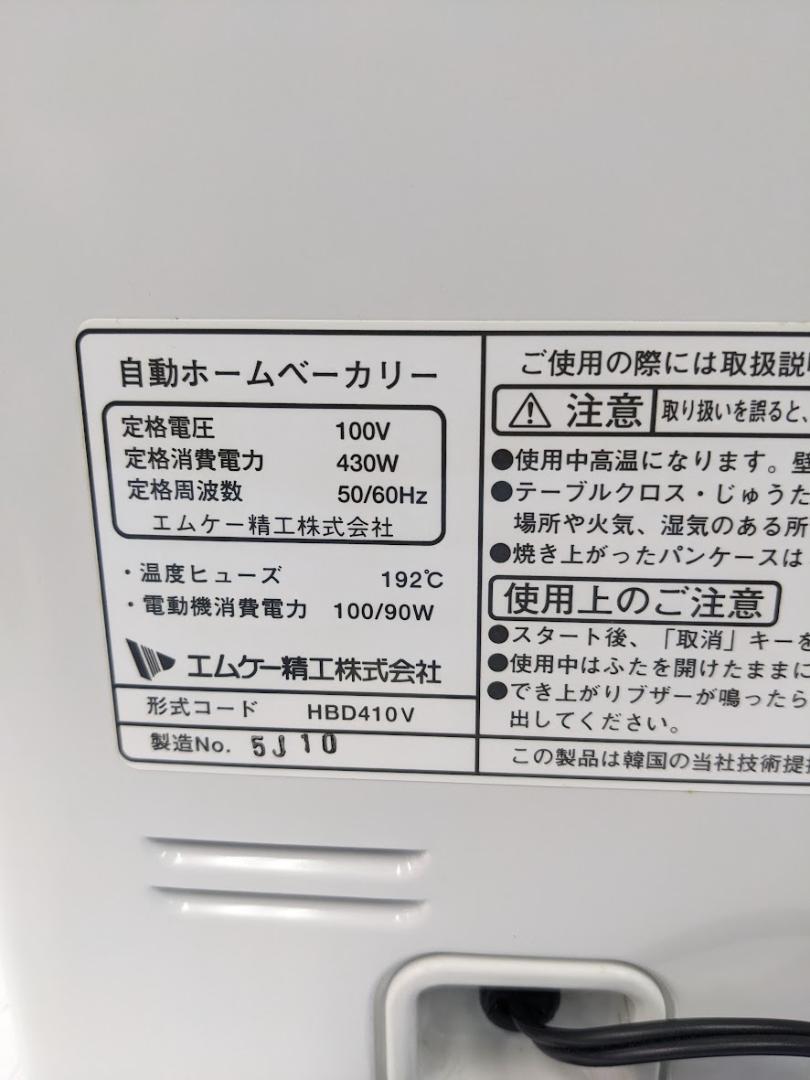 自動ホームベーカリー
定格電圧 100V
定格消費電力 430W
定格周波数 50/60Hz
エムケー精工株式会社
・温度ヒューズ 192℃
・電動機消費電力 100/90W
エムケー精工株式会社
形式コード HBD410V
製造No. 5J10
ご使用の際には取扱説
注意 取り扱いを誤ると、
●使用中高温になります。壁
●テーブルクロス・じゅうた
場所や火気、湿気のある所
●焼き上がったパンケースは
使用上のご注意
●スタート後、「取消」キーを
●使用中はふたを開けたままに
●でき上がりブザーが鳴ったら
出してください。
この製品は韓国の当社技術提